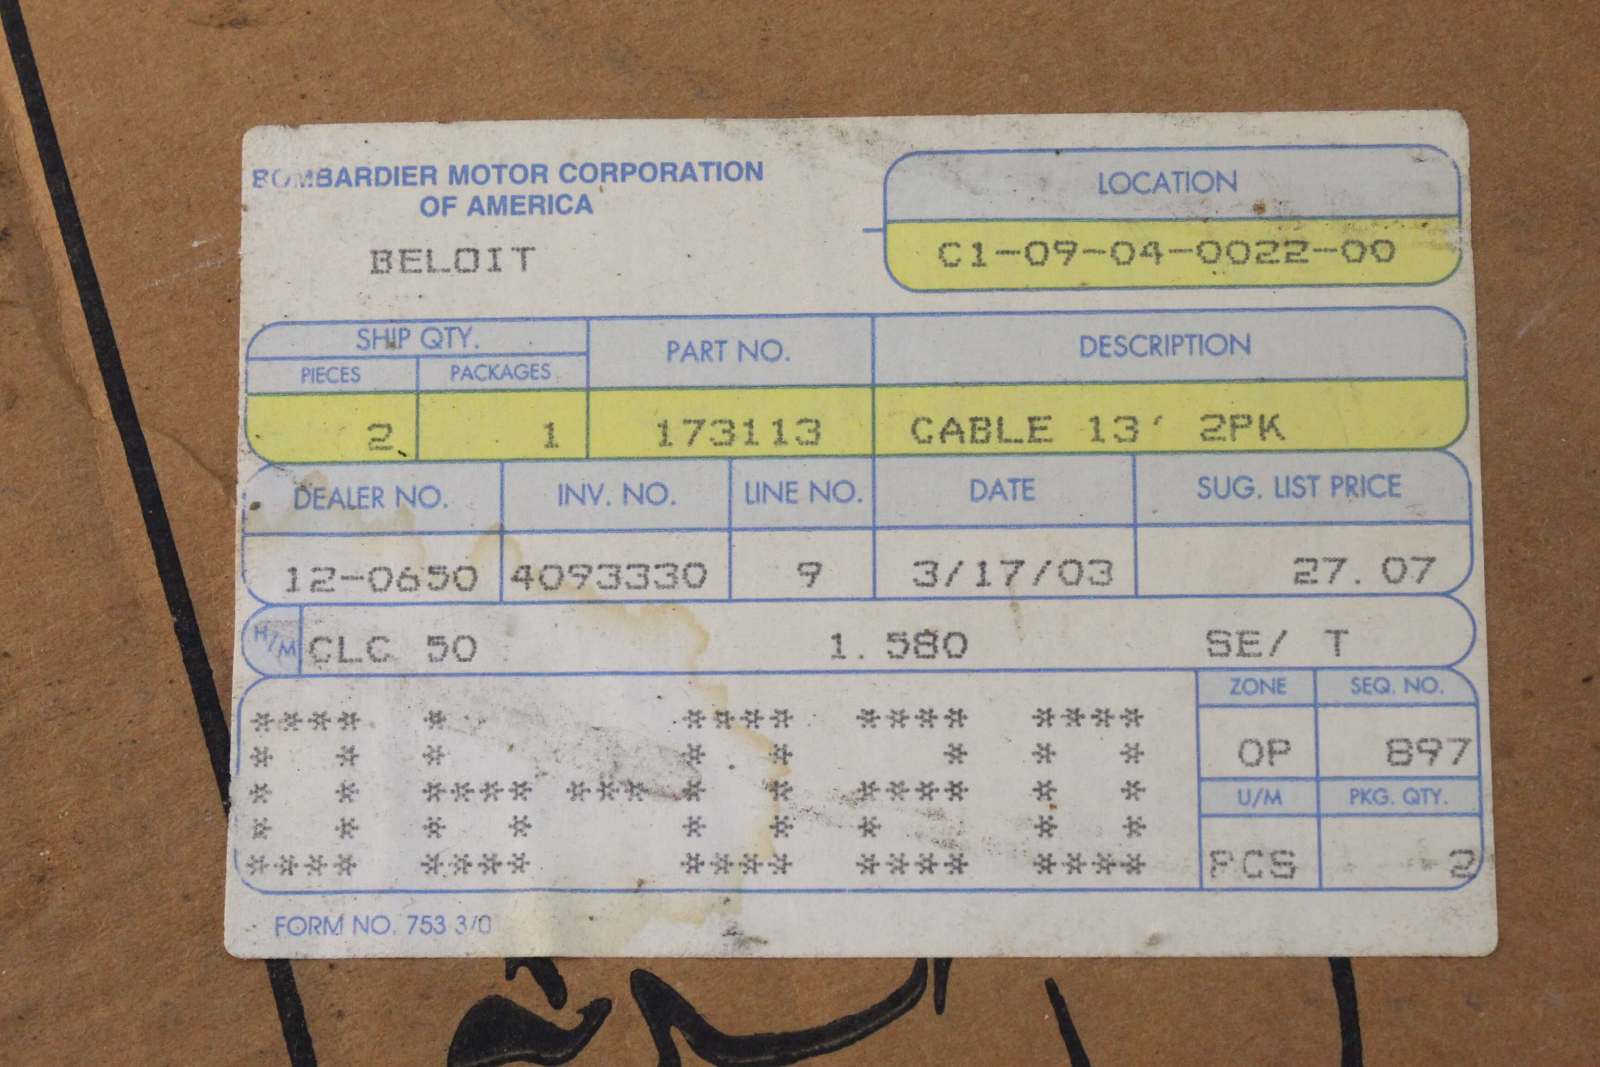 BOMBARDIER MOTOR CORPORATION
OF AMERICA
BELOIT
LOCATION
C1-09-04-0022-00
SHIP QTY.
PIECES PACKAGES PART NO. DESCRIPTION
2 1 173113 CABLE 13' 2PK
DEALER NO. INV. NO. LINE NO. DATE SUG. LIST PRICE
12-0650 4093330 9 3/17/03 27.07
H/M CLC 50 1.580 SE/ T
**** * **** **** ****
* * * * * * * *
* * **** *** * * **** * *
* * * * * * * * *
**** **** **** **** ****
ZONE SEQ. NO.
OP 897
U/M PKG. QTY.
PCS 2
FORM NO. 753 3/0